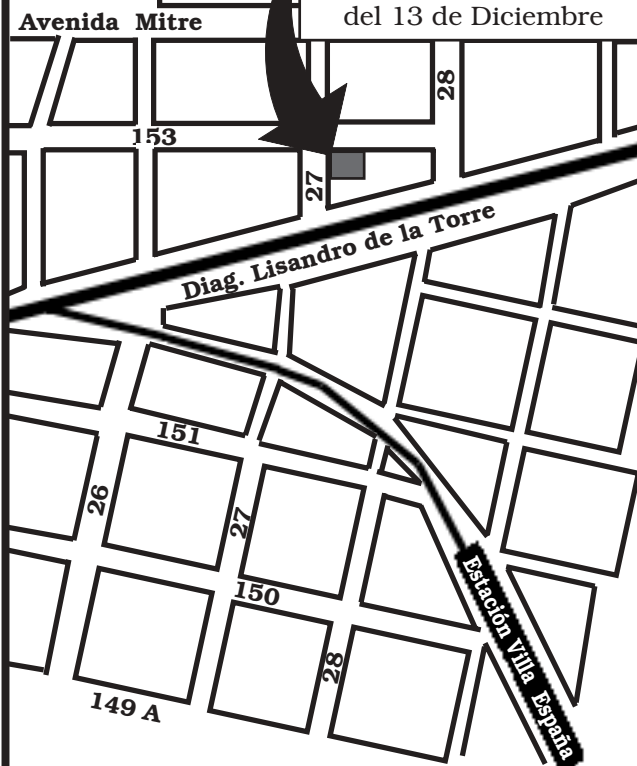 Avenida Mitre
del 13 de Diciembre
28
153
27
Diag. Lisandro de la Torre
151
26
27
150
28
149 A
Estación Villa España